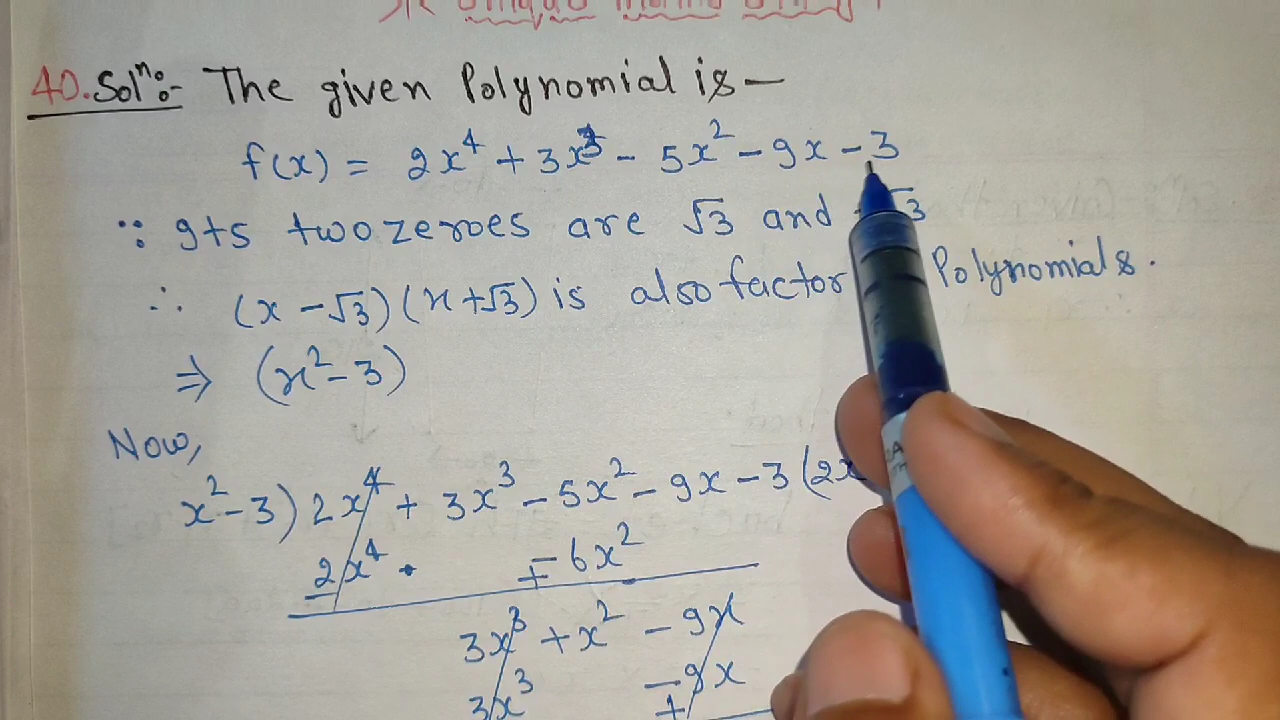 40. Solⁿ:- The given Polynomial is —
f(x) = 2x⁴ + 3x³ - 5x² - 9x - 3
∵ gts two zeroes are √3 and √3
∴ (x - √3)(x + √3) is also factor Polynomials.
⇒ (x² - 3)
Now,
x² - 3) 2x⁴ + 3x³ - 5x² - 9x - 3 (2x
2x⁴ - 6x²
- +
3x³ + x² - 9x
3x³ - 9x
+